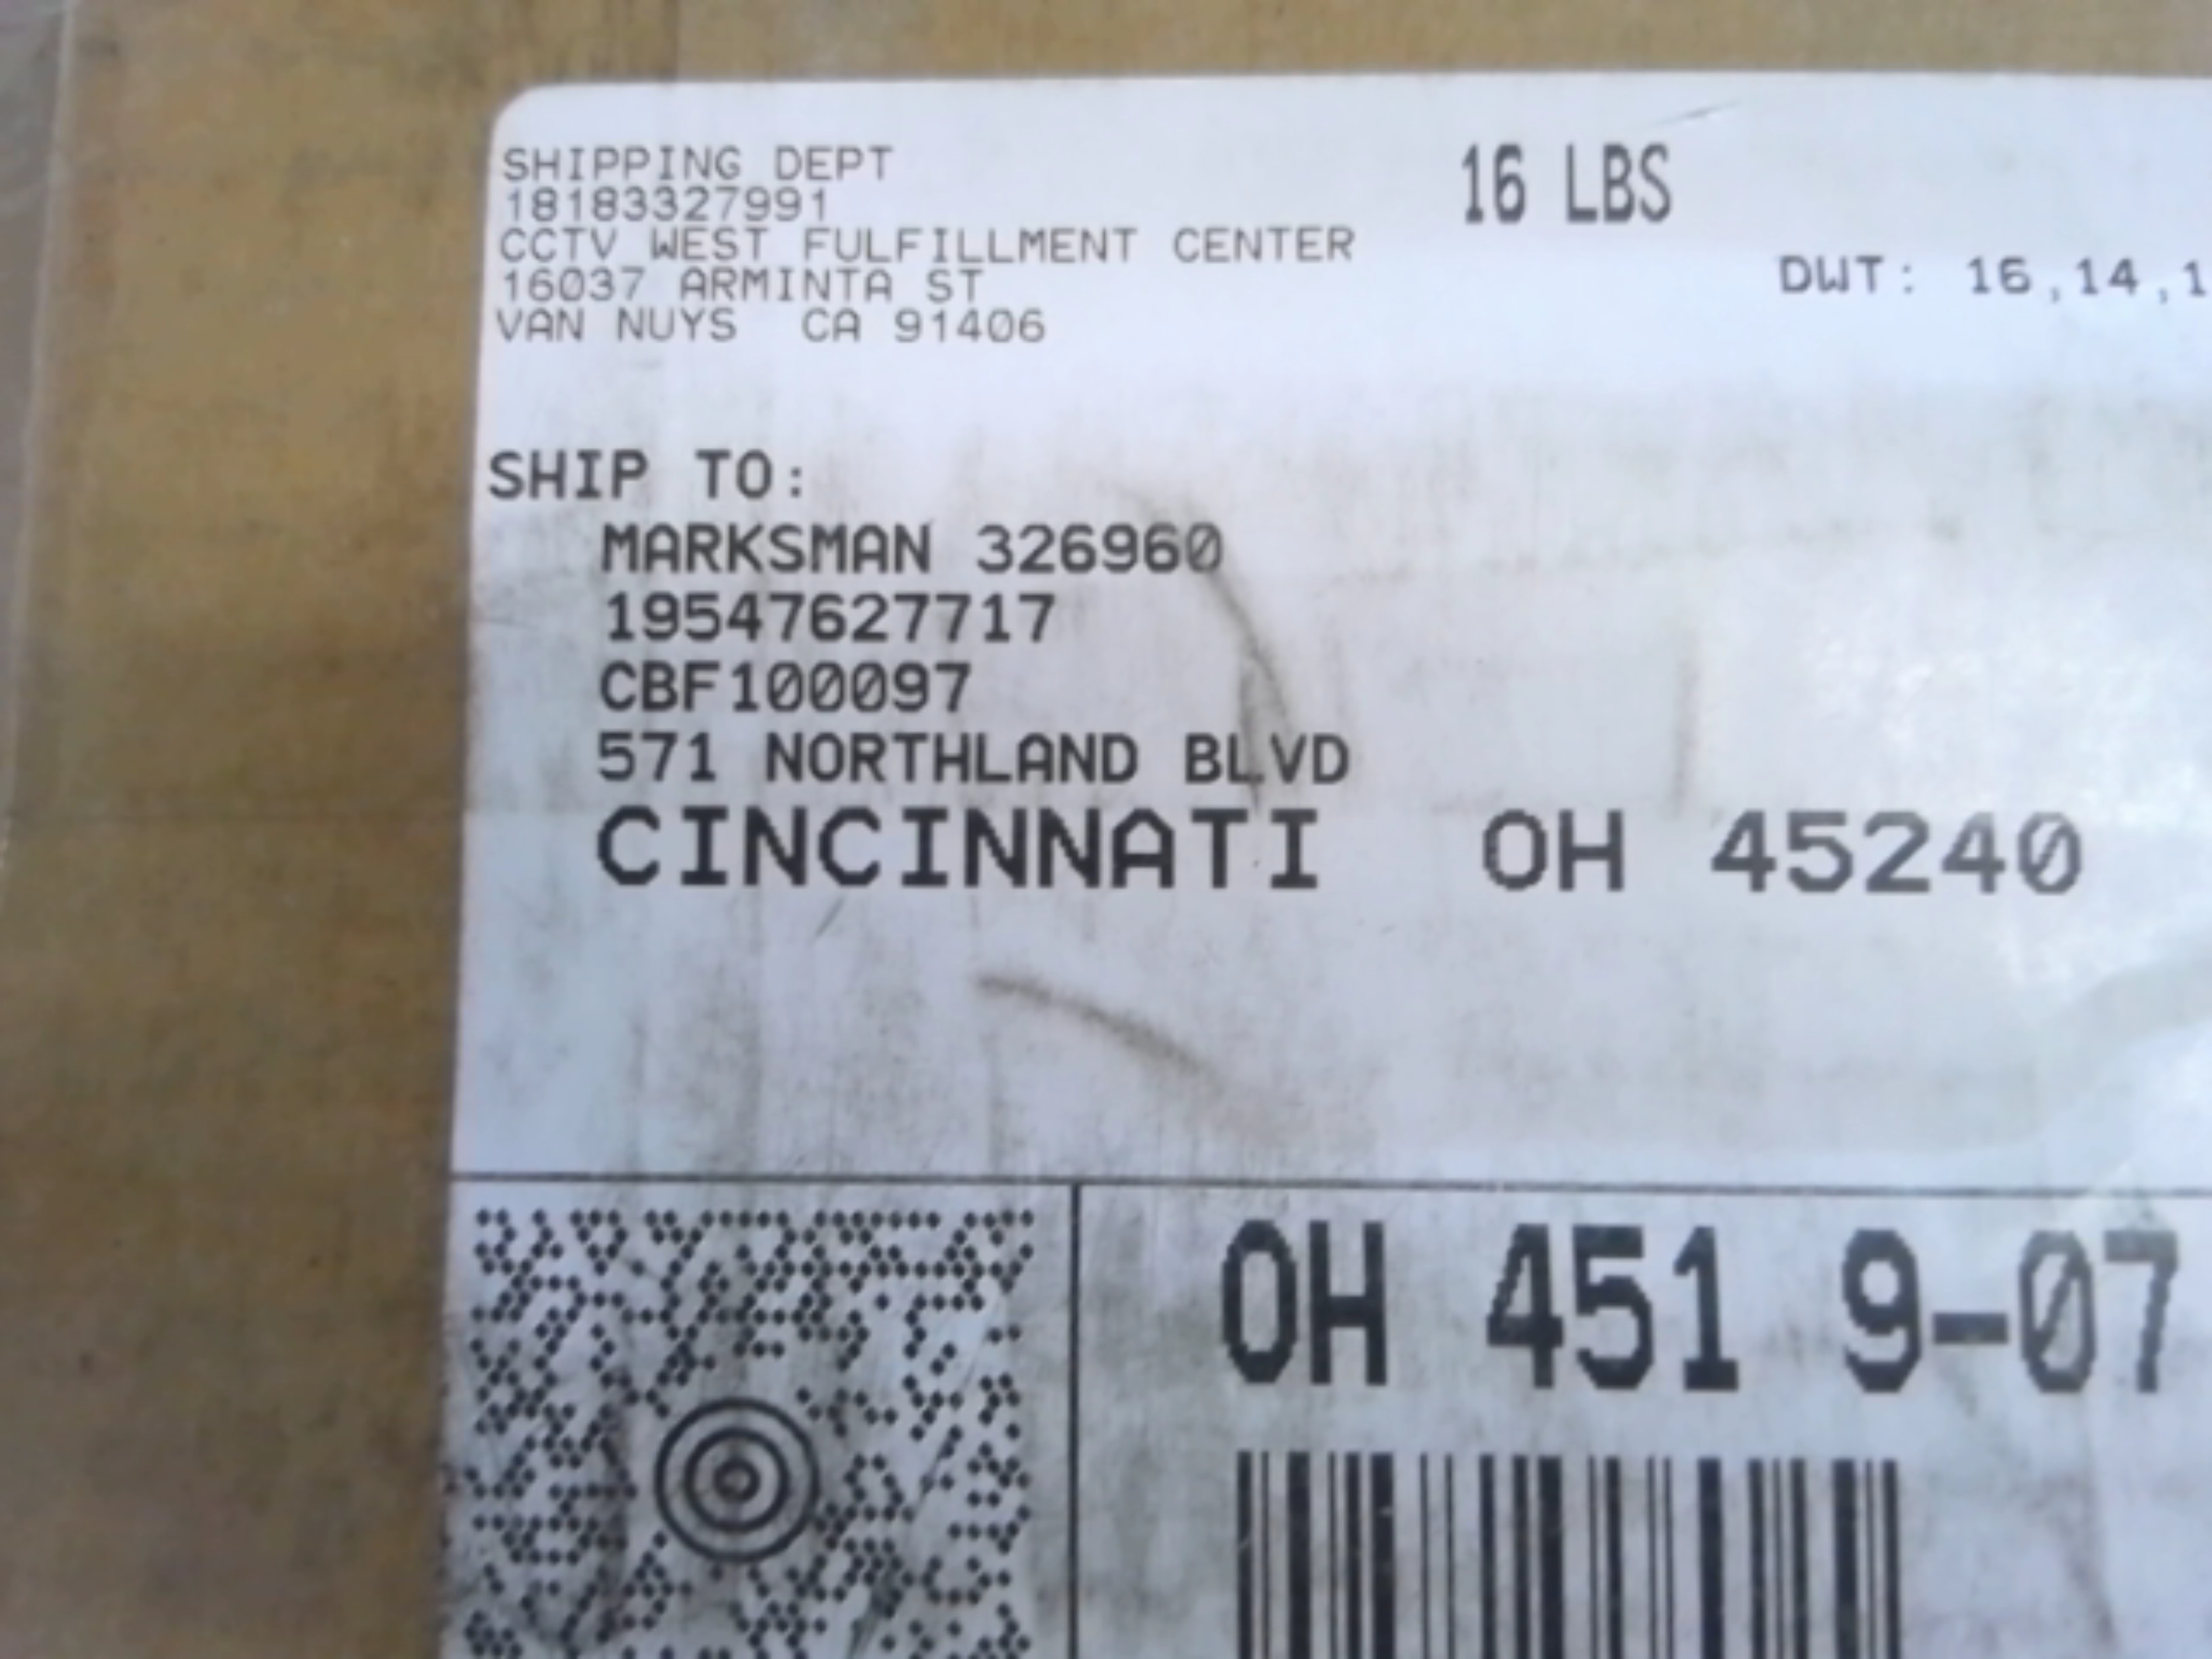 SHIPPING DEPT
18183327991
CCTV WEST FULFILLMENT CENTER
16037 ARMINTA ST
VAN NUYS CA 91406
16 LBS
DWT: 16,14,1
SHIP TO:
MARKSMAN 326960
19547627717
CBF100097
571 NORTHLAND BLVD
CINCINNATI OH 45240
OH 451 9-07